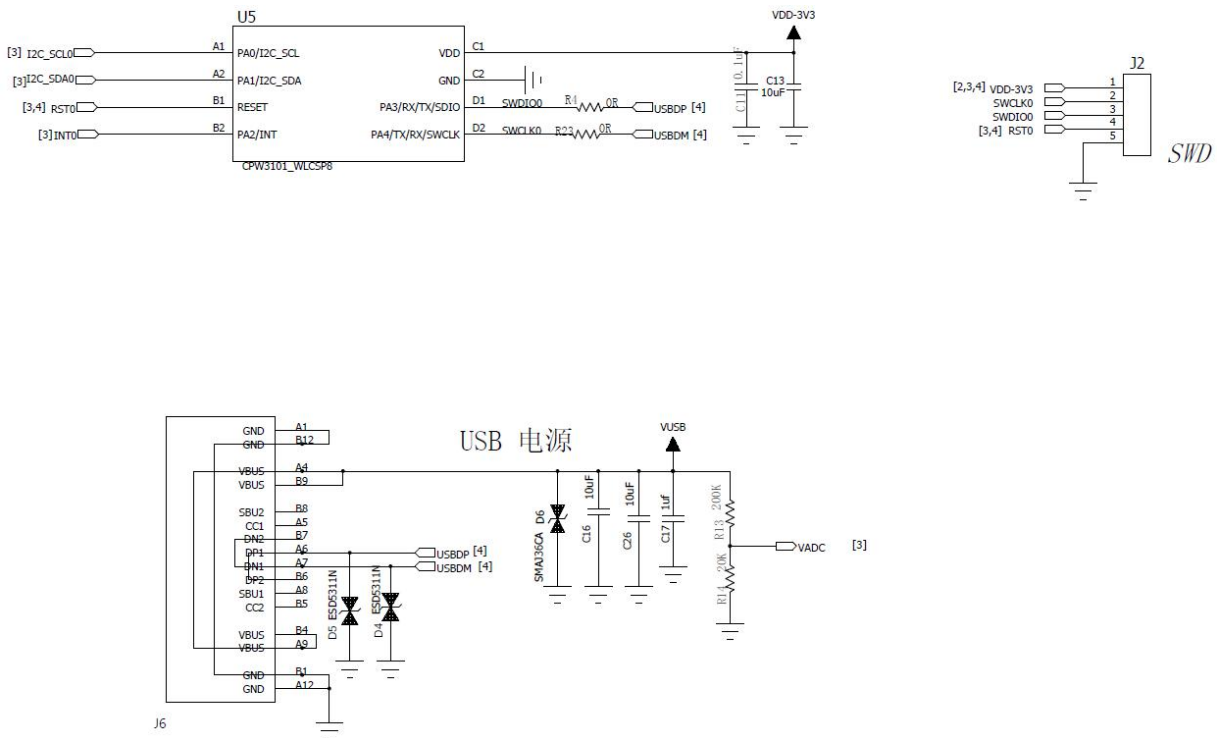 U5
VDD-3V3
[3] I2C_SCL0 A1 PA0/I2C_SCL VDD C1
[3]I2C_SDA0 A2 PA1/I2C_SDA GND C2
[3,4] RST0 B1 RESET PA3/RX/TX/SDIO D1 SWDIO0 R4 0R USBDP [4]
[3]INT0 B2 PA2/INT PA4/TX/RX/SWCLK D2 SWCLK0 R23 0R USBDM [4]
CPW3101_WLCSP8
C11 0.1uF
C13
10uF
J2
[2,3,4] VDD-3V3 1
SWCLK0 2
SWDIO0 3
[3,4] RST0 4
5
SWD
USB 电源
VUSB
GND A1
GND B12
VBUS A4
VBUS B9
SBU2 B8
CC1 A5
DN2 B7
DP1 A6 USBDP [4]
DN1 A7 USBDM [4]
DP2 B6
SBU1 A8
CC2 B5
VBUS B4
VBUS A9
GND B1
GND A12
J6
D5 ESD5311N
D4 ESD5311N
SMAJ36CA D6
C16 10uF
C26 10uF
C17 1uf
R13 200K
R14 20K
VADC [3]